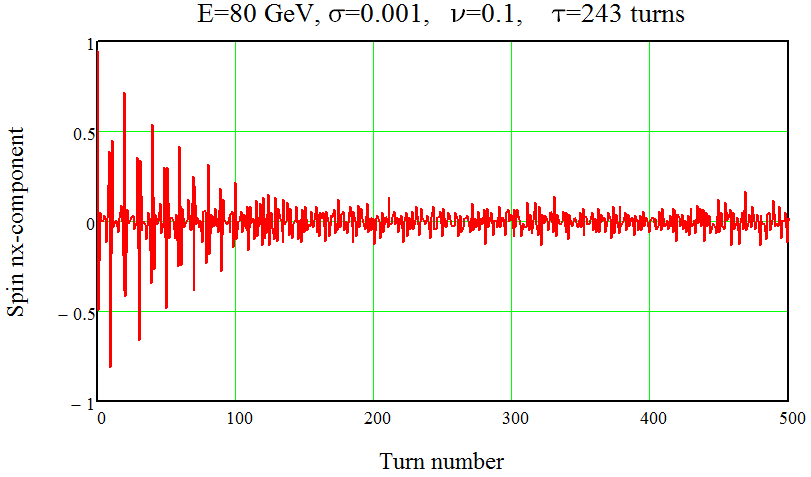 E=80 GeV, σ=0.001, ν=0.1, τ=243 turns
1
0.5
0
– 0.5
– 1
Spin nx-component
0 100 200 300 400 500
Turn number